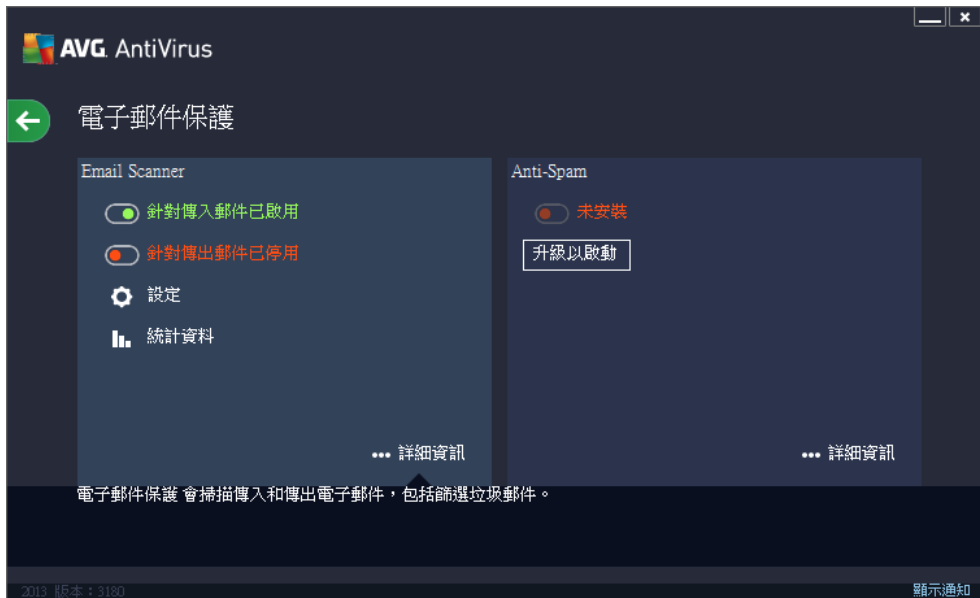 AVG. AntiVirus
電子郵件保護
Email Scanner
針對傳入郵件已啟用
針對傳出郵件已停用
設定
統計資料
••• 詳細資訊
Anti-Spam
未安裝
升級以啟動
••• 詳細資訊
電子郵件保護 會掃描傳入和傳出電子郵件，包括篩選垃圾郵件。
2013 版本：3180
顯示通知